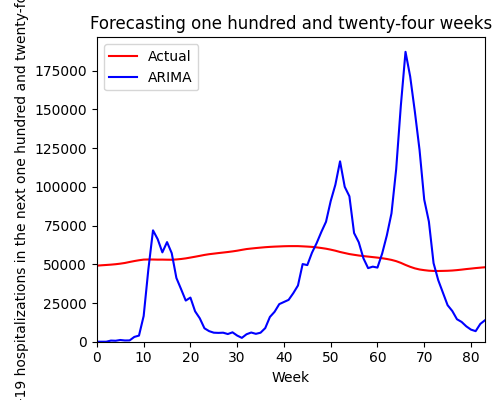 Forecasting one hundred and twenty-four weeks
Actual
ARIMA
175000
150000
125000
100000
75000
50000
25000
0
-19 hospitalizations in the next one hundred and twenty-fo
0 10 20 30 40 50 60 70 80
Week